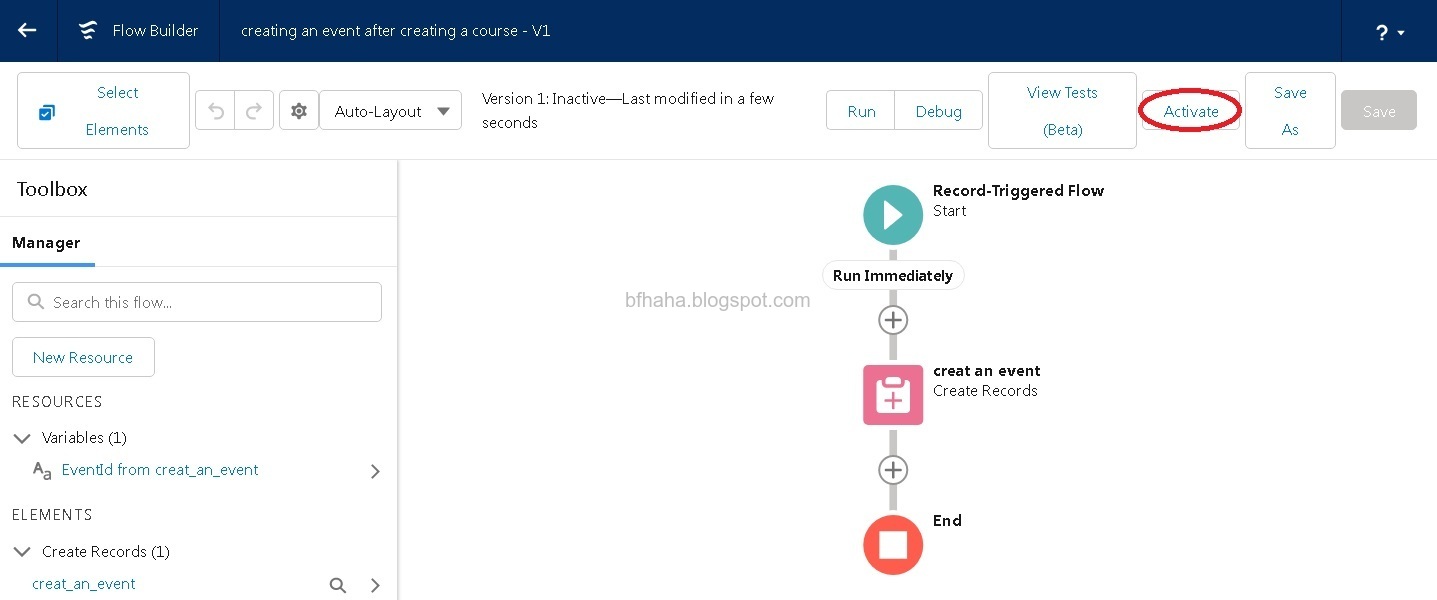 Flow Builder
creating an event after creating a course - V1
?
Select
Elements
Auto-Layout
Version 1: Inactive—Last modified in a few
seconds
Run
Debug
View Tests
(Beta)
Activate
Save
As
Save
Toolbox
Manager
Search this flow...
New Resource
RESOURCES
Variables (1)
Aa EventId from creat_an_event
ELEMENTS
Create Records (1)
creat_an_event
Record-Triggered Flow
Start
Run Immediately
bfhaha.blogspot.com
creat an event
Create Records
End